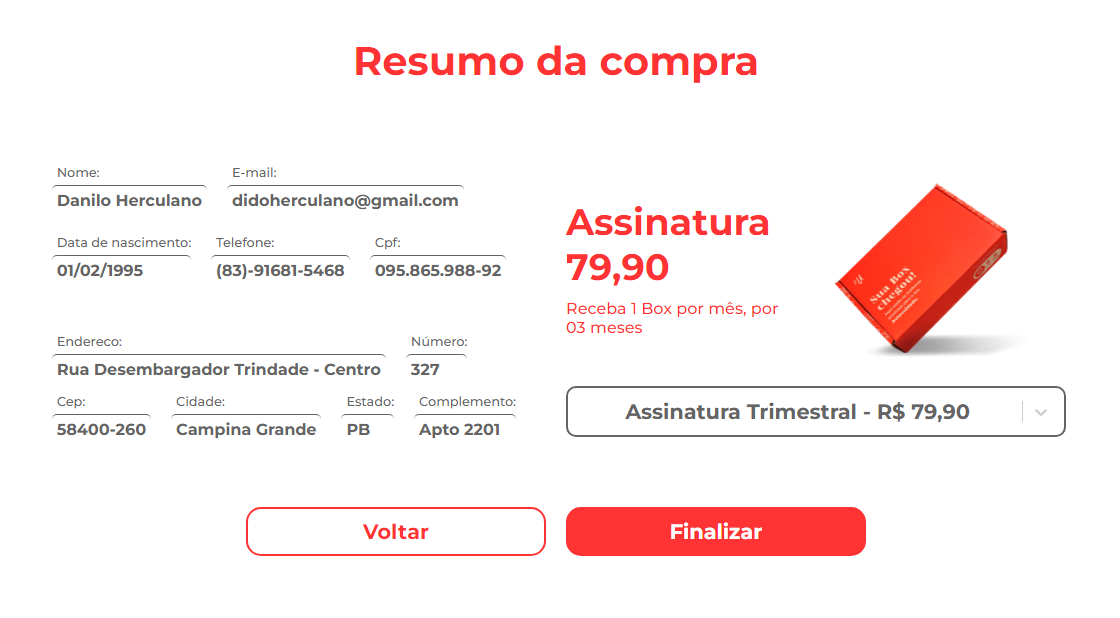 Resumo da compra
Nome:
Danilo Herculano
E-mail:
didoherculano@gmail.com
Data de nascimento:
01/02/1995
Telefone:
(83)-91681-5468
Cpf:
095.865.988-92
Endereco:
Rua Desembargador Trindade - Centro
Número:
327
Cep:
58400-260
Cidade:
Campina Grande
Estado:
PB
Complemento:
Apto 2201
Assinatura
79,90
Receba 1 Box por mês, por
03 meses
Sua Box
chegou!
Assinatura Trimestral - R$ 79,90
Voltar
Finalizar